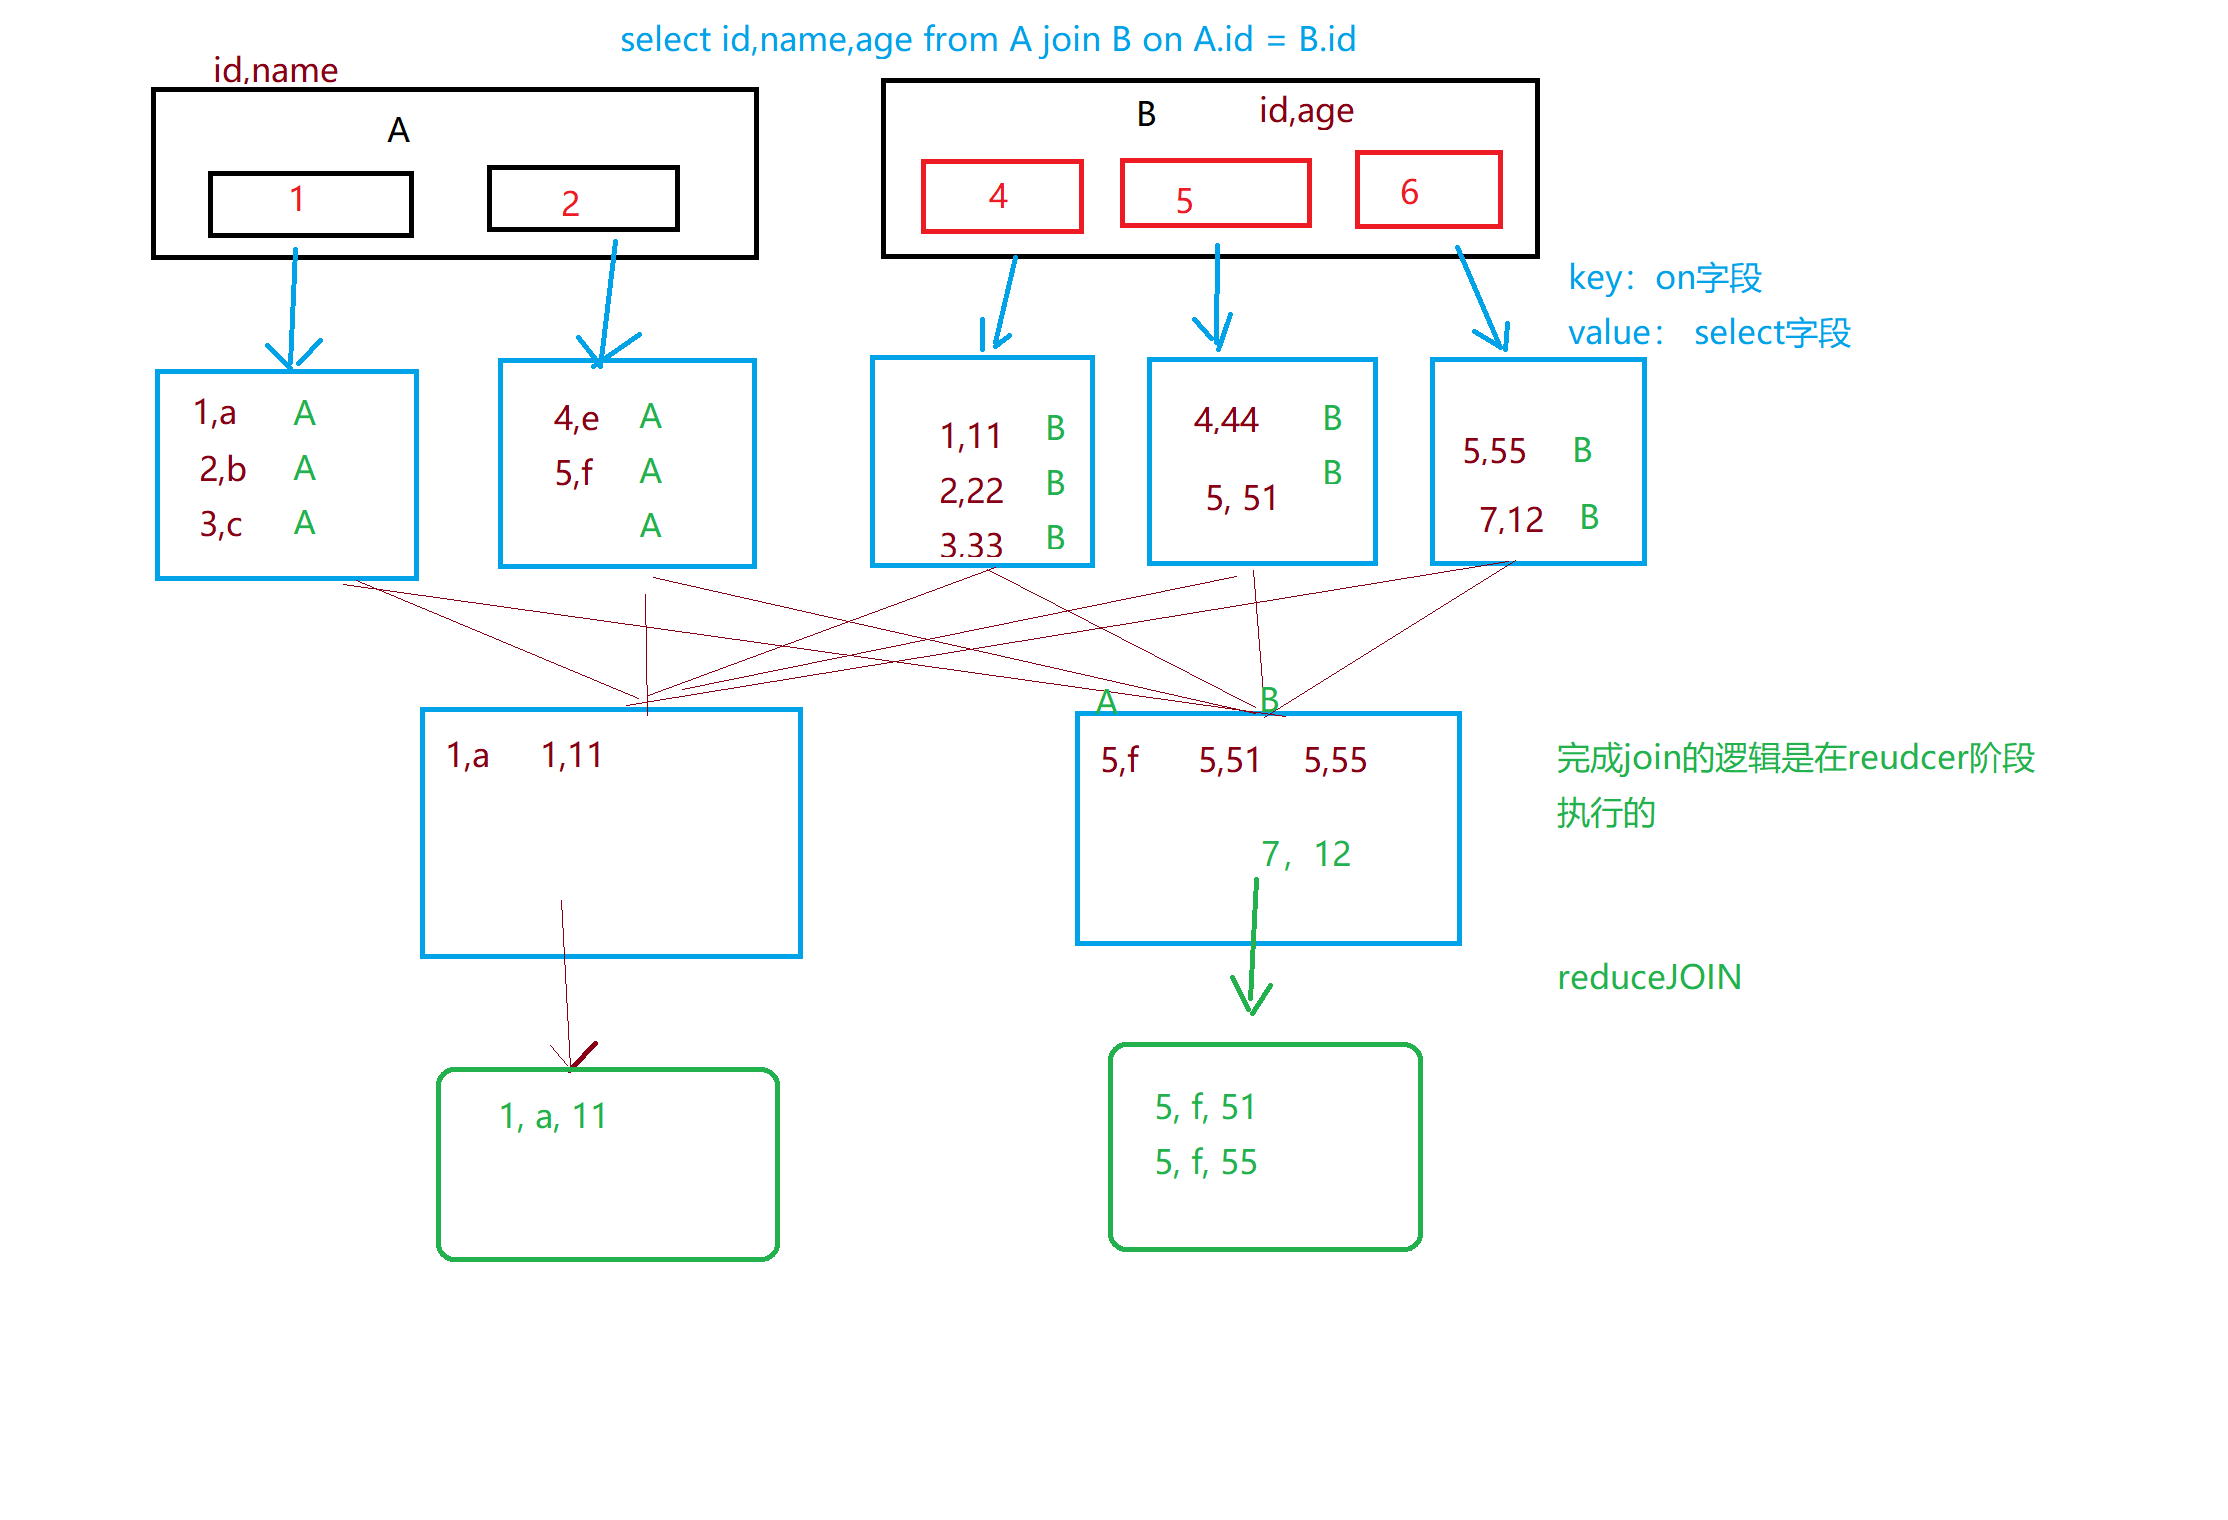 select id,name,age from A join B on A.id = B.id
id,name
A
B
id,age
1
2
4
5
6
key：on字段
value： select字段
1,a A
2,b A
3,c A
4,e A
5,f A
A
1,11 B
2,22 B
3,33 B
4,44 B
5, 51 B
5,55 B
7,12 B
A
B
1,a 1,11
5,f 5,51 5,55
7，12
完成join的逻辑是在reudcer阶段
执行的
reduceJOIN
1, a, 11
5, f, 51
5, f, 55